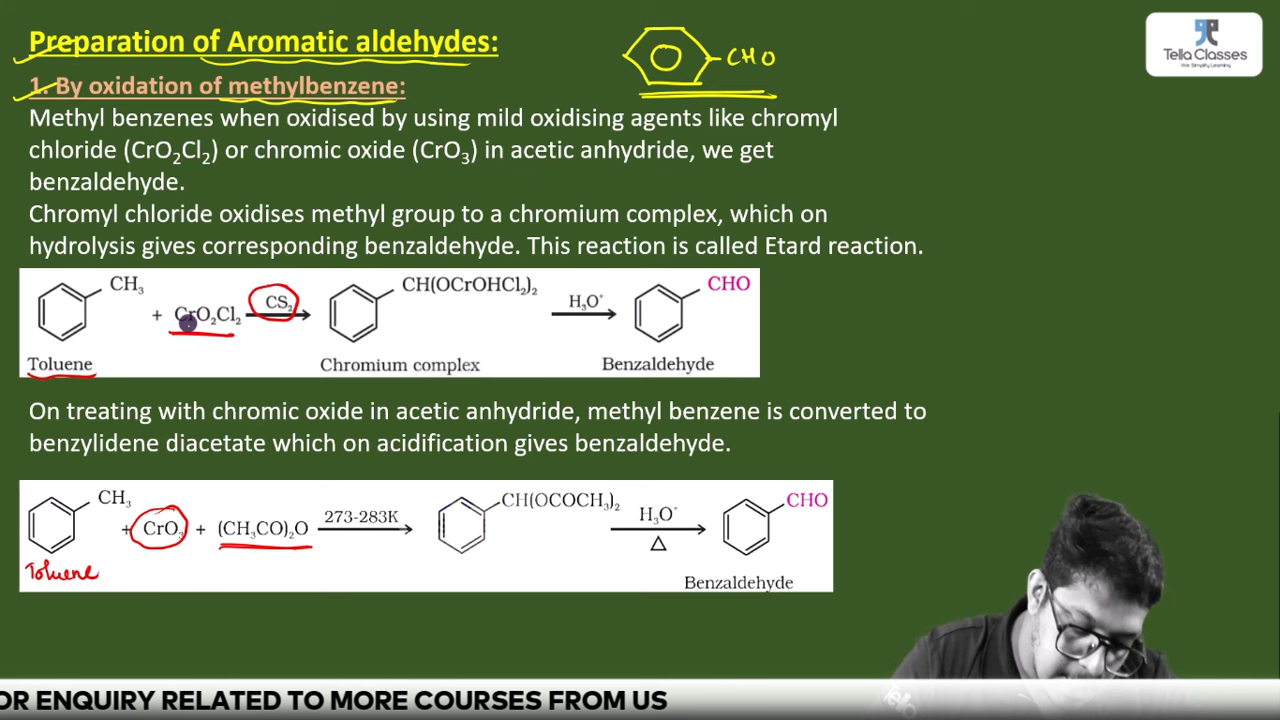 Preparation of Aromatic aldehydes:
CHO
Tella Classes
We Simplify Learning
1. By oxidation of methylbenzene:
Methyl benzenes when oxidised by using mild oxidising agents like chromyl
chloride (CrO₂Cl₂) or chromic oxide (CrO₃) in acetic anhydride, we get
benzaldehyde.
Chromyl chloride oxidises methyl group to a chromium complex, which on
hydrolysis gives corresponding benzaldehyde. This reaction is called Etard reaction.
CH₃ + CrO₂Cl₂ CS₂ CH(OCrOHCl₂)₂ H₃O⁺ CHO
Toluene Chromium complex Benzaldehyde
On treating with chromic oxide in acetic anhydride, methyl benzene is converted to
benzylidene diacetate which on acidification gives benzaldehyde.
CH₃ + CrO₃ + (CH₃CO)₂O 273-283K CH(OCOCH₃)₂ H₃O⁺ Δ CHO
Toluene Benzaldehyde
OR ENQUIRY RELATED TO MORE COURSES FROM US